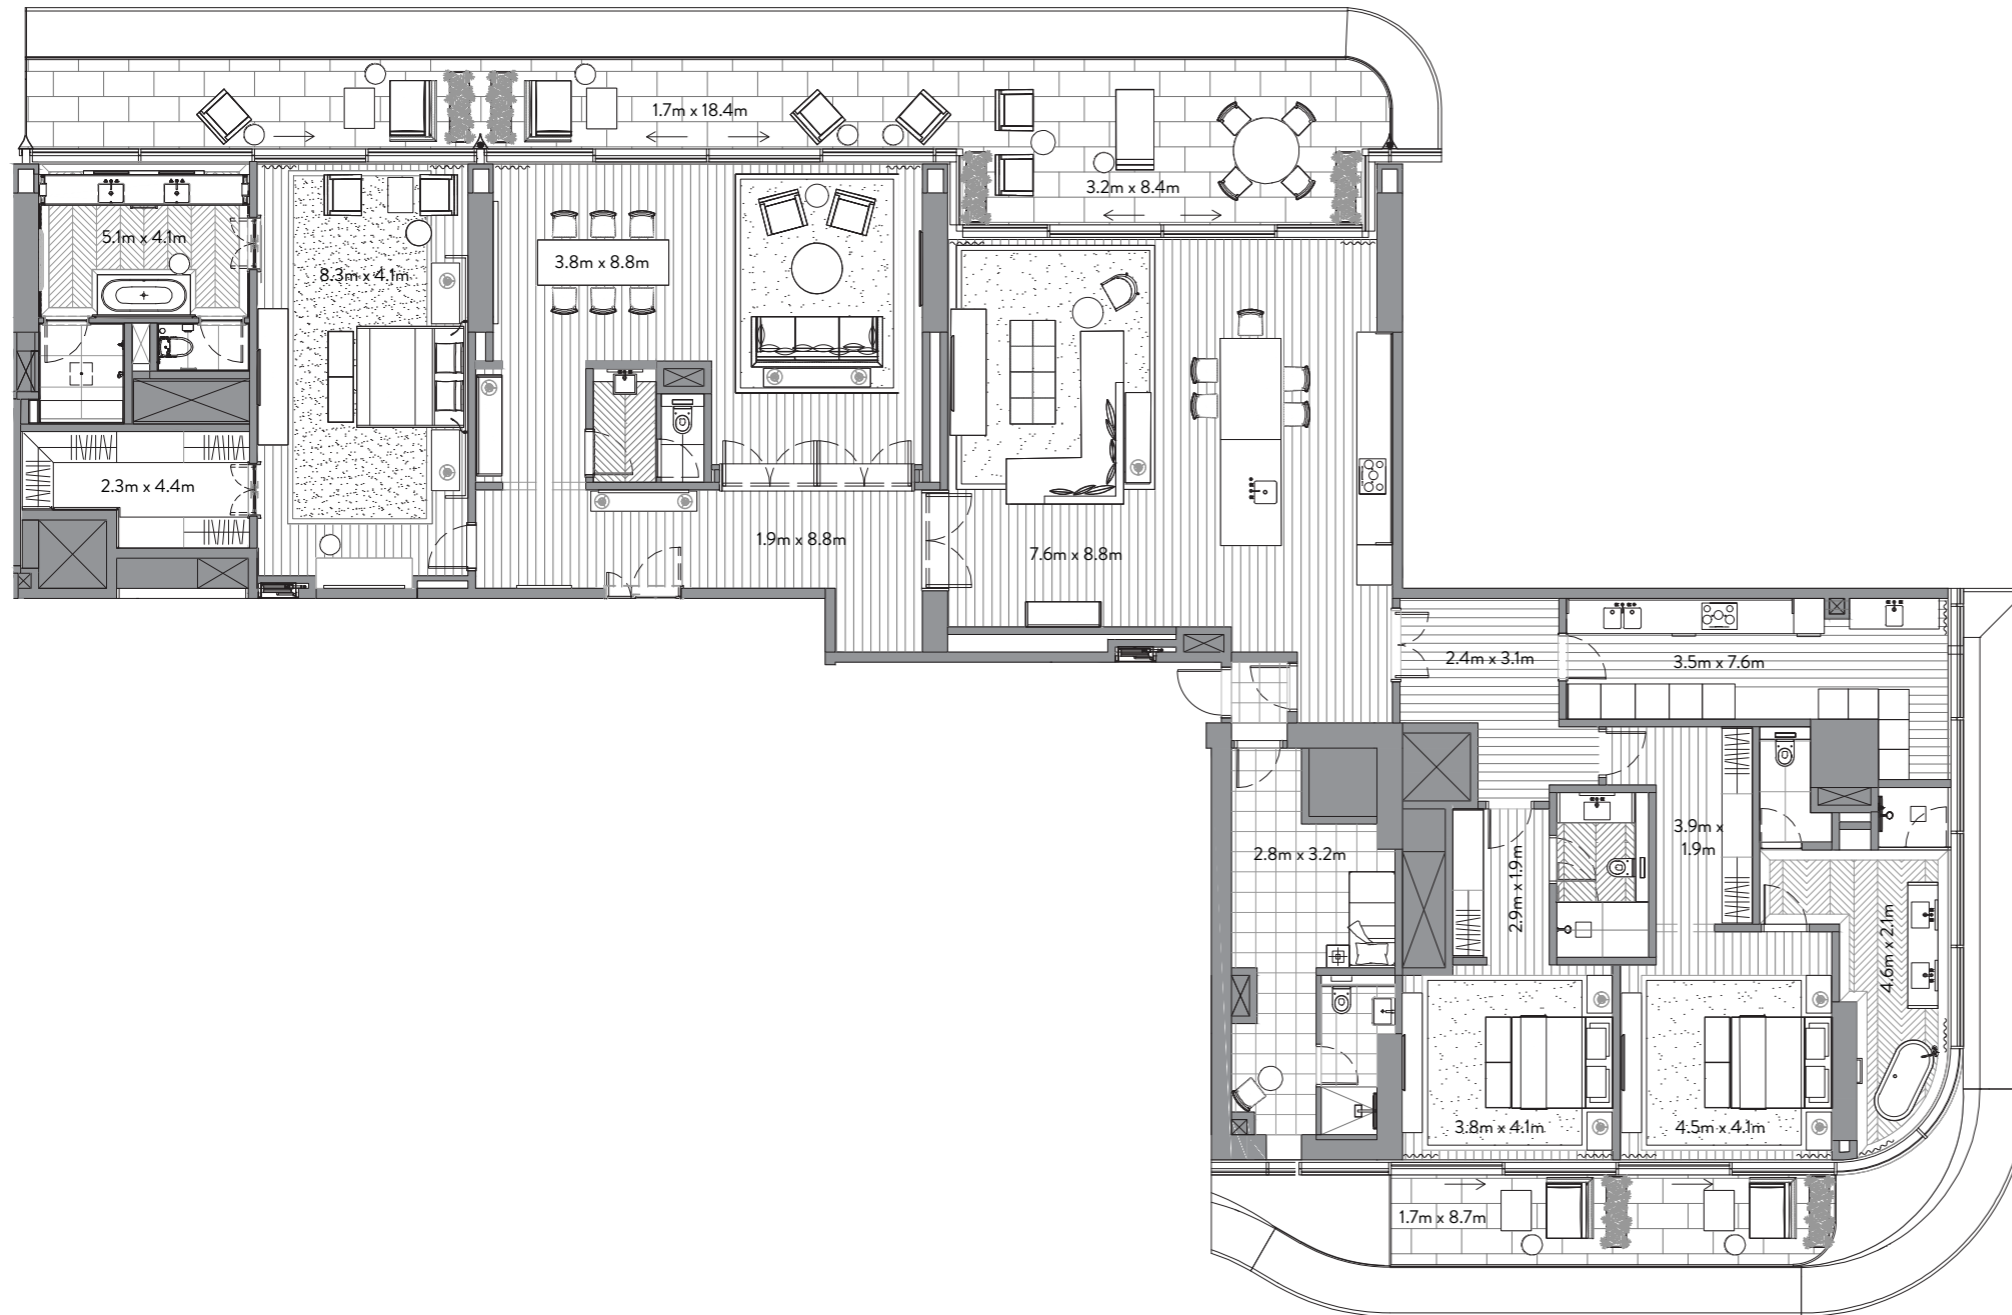 1.7m x 18.4m
3.2m x 8.4m
5.1m x 4.1m
8.3m x 4.1m
3.8m x 8.8m
2.3m x 4.4m
1.9m x 8.8m
7.6m x 8.8m
2.4m x 3.1m
3.5m x 7.6m
2.8m x 3.2m
2.9m x 1.9m
3.9m x
1.9m
4.6m x 2.1m
3.8m x 4.1m
4.5m x 4.1m
1.7m x 8.7m